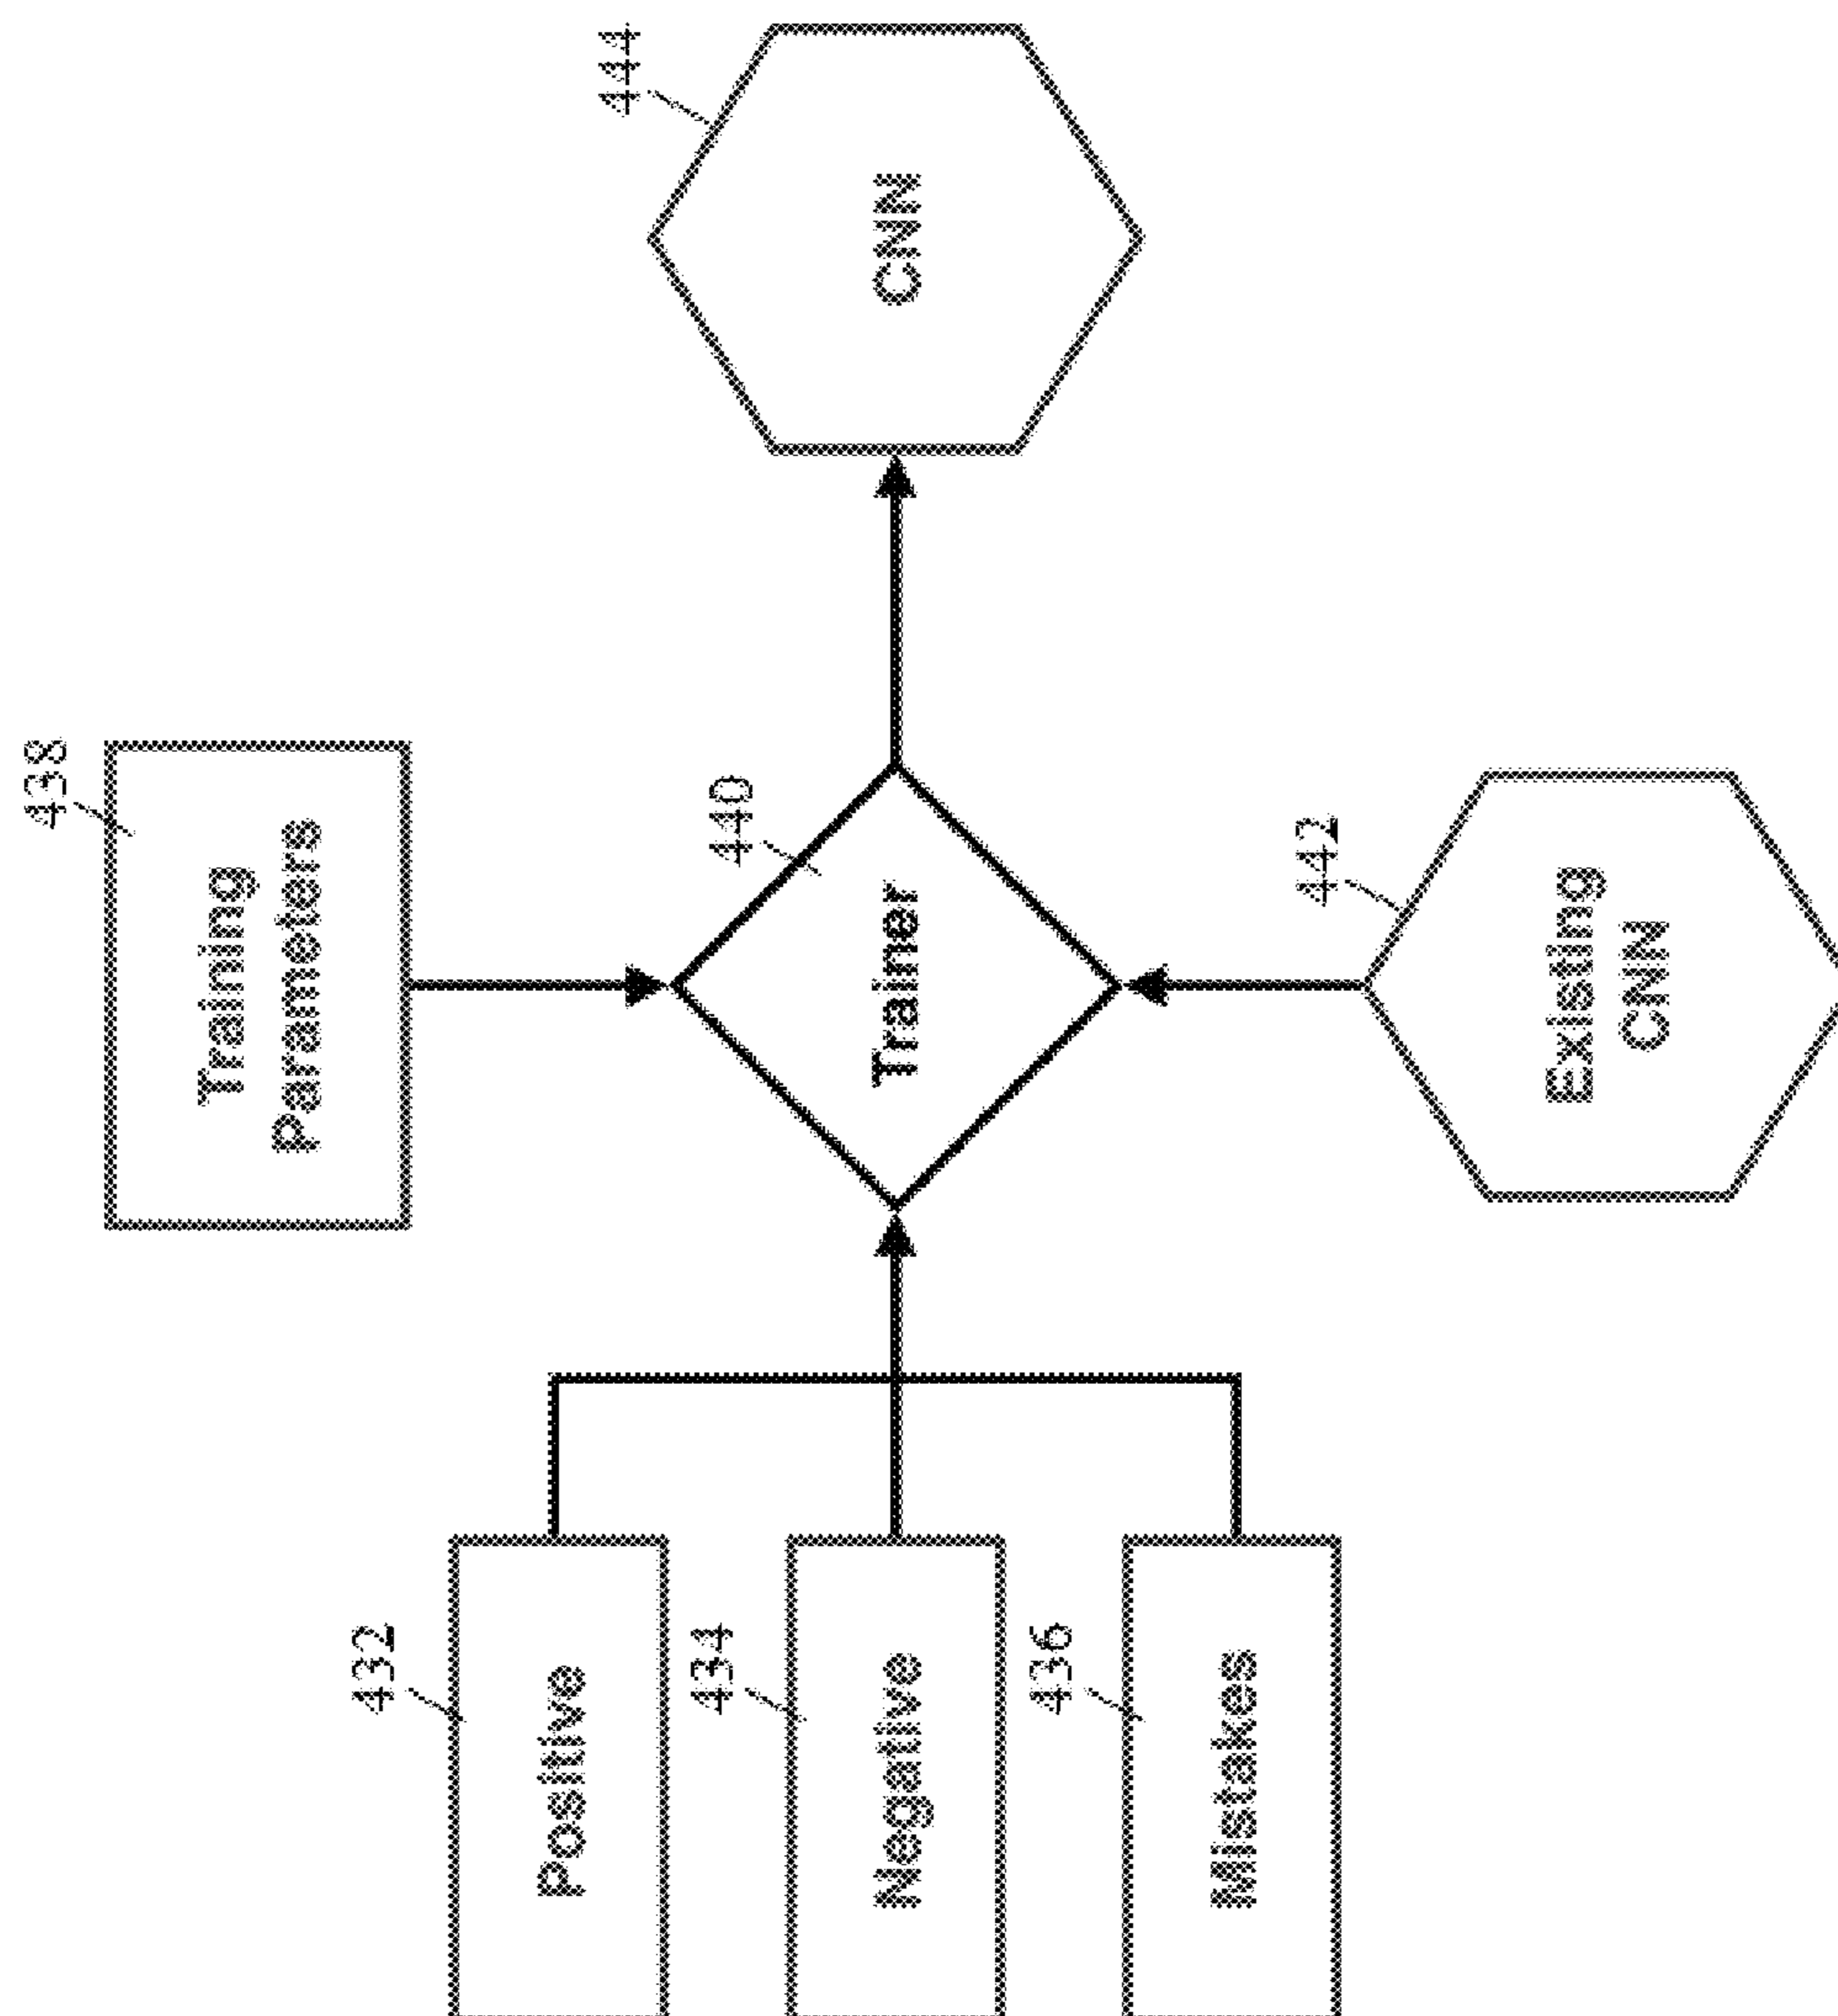 432
Positive
434
Negative
436
Mistakes
438
Training
Parameters
440
Trainer
442
Existing
CNN
444
CNN